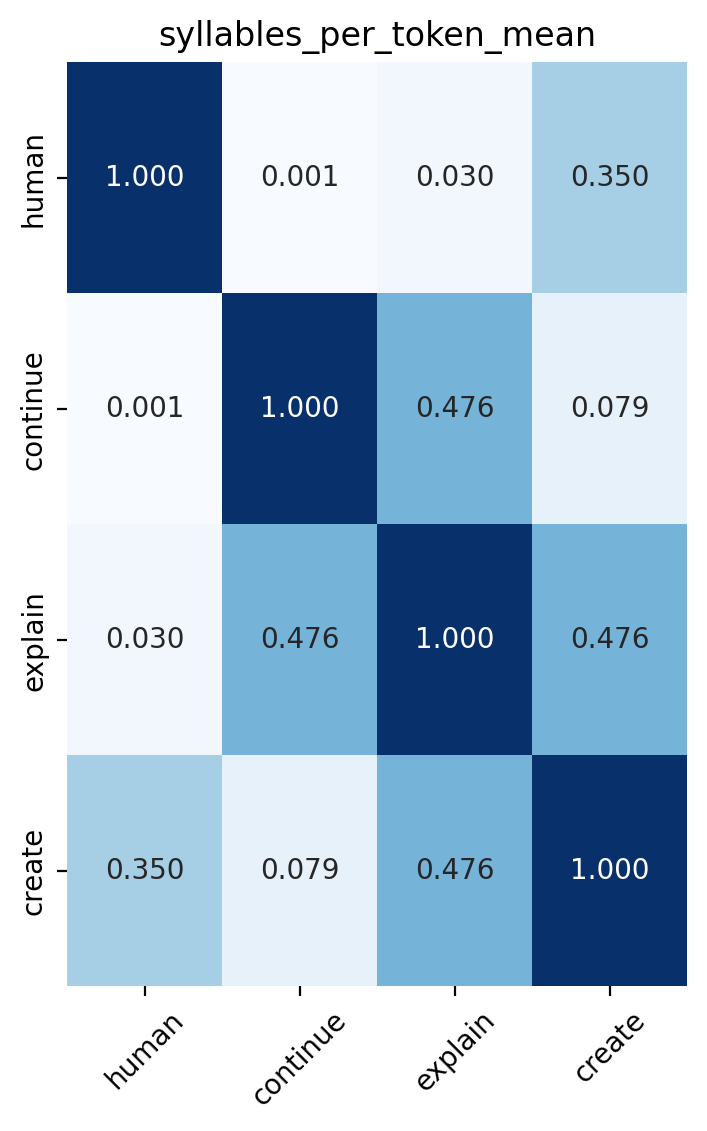 syllables_per_token_mean
human 1.000 0.001 0.030 0.350
continue 0.001 1.000 0.476 0.079
explain 0.030 0.476 1.000 0.476
create 0.350 0.079 0.476 1.000
human continue explain create